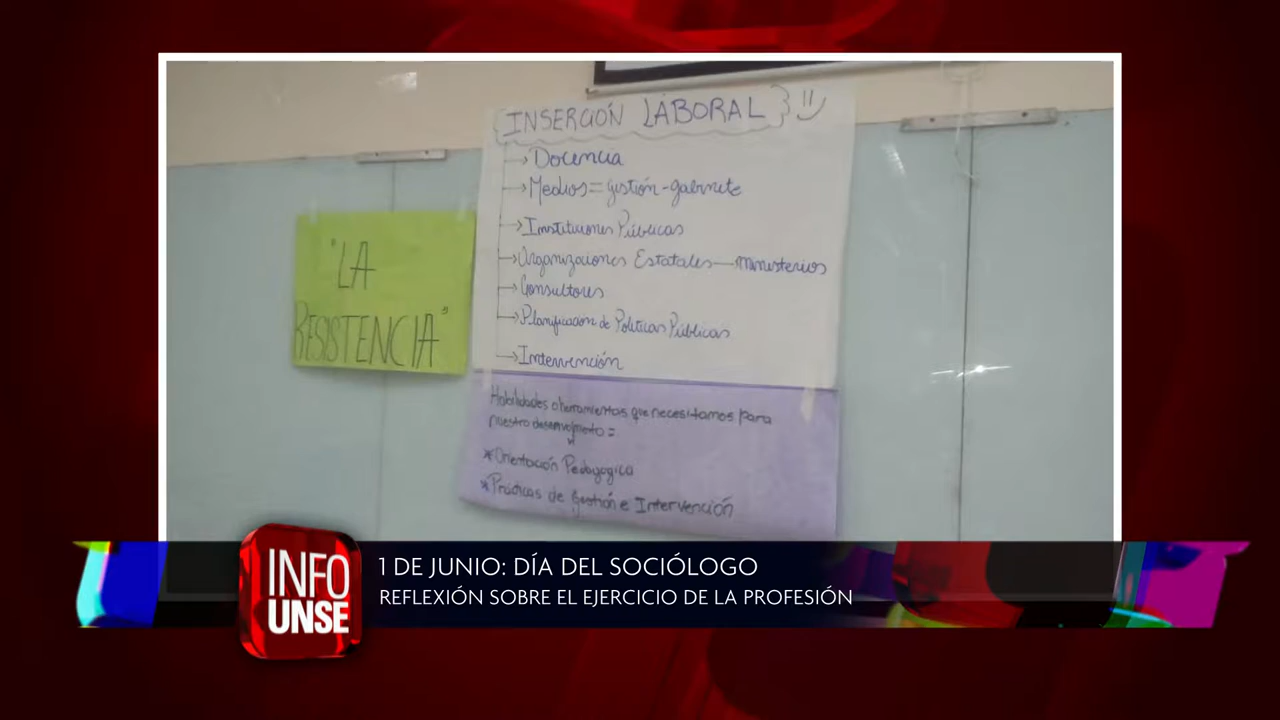 INSERCIÓN LABORAL
Docencia
Medios = gestión - gabinete
Instituciones Públicas
Organizaciones Estatales — Ministerios
Consultores
Planificación de Políticas Públicas
Intervención
"LA
RESISTENCIA"
Habilidades o herramientas que necesitamos para
nuestro desenvolvimiento =
* Orientación Pedagógica
* Prácticas de Gestión e Intervención
INFO
UNSE
1 DE JUNIO: DÍA DEL SOCIÓLOGO
REFLEXIÓN SOBRE EL EJERCICIO DE LA PROFESIÓN